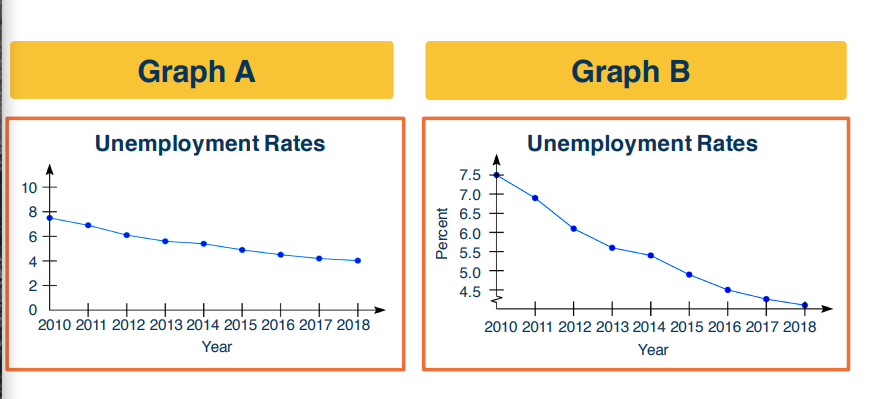 Graph A
Unemployment Rates
10
8
6
4
2
0
2010 2011 2012 2013 2014 2015 2016 2017 2018
Year
Graph B
Unemployment Rates
Percent
7.5
7.0
6.5
6.0
5.5
5.0
4.5
2010 2011 2012 2013 2014 2015 2016 2017 2018
Year